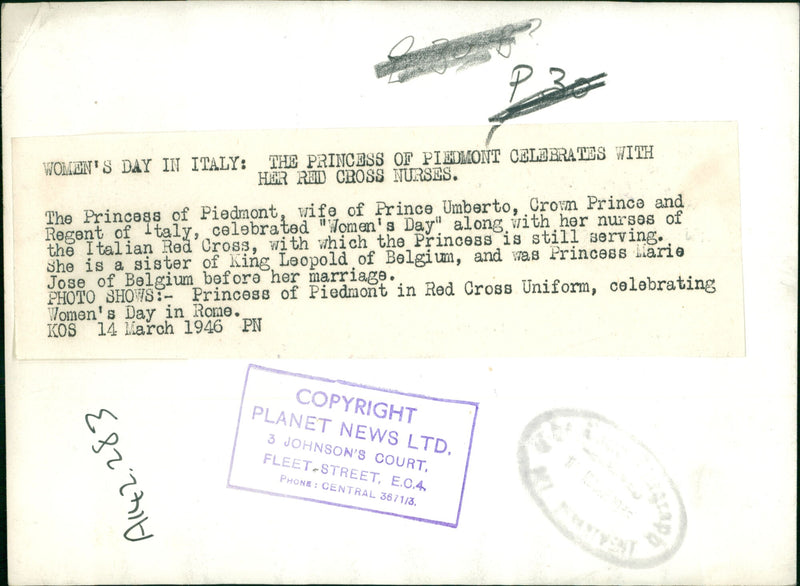 P 30
WOMEN'S DAY IN ITALY: THE PRINCESS OF PIEDMONT CELEBRATES WITH
HER RED CROSS NURSES.
The Princess of Piedmont, wife of Prince Umberto, Crown Prince and
Regent of Italy, celebrated "Women's Day" along with her nurses of
the Italian Red Cross, with which the Princess is still serving.
She is a sister of King Leopold of Belgium, and was Princess Marie
Jose of Belgium before her marriage.
PHOTO SHOWS:- Princess of Piedmont in Red Cross Uniform, celebrating
Women's Day in Rome.
KOS 14 March 1946 PN
COPYRIGHT
PLANET NEWS LTD.
3 JOHNSON'S COURT,
FLEET-STREET, E.C.4.
PHONE: CENTRAL 3671/3.
A1142.283